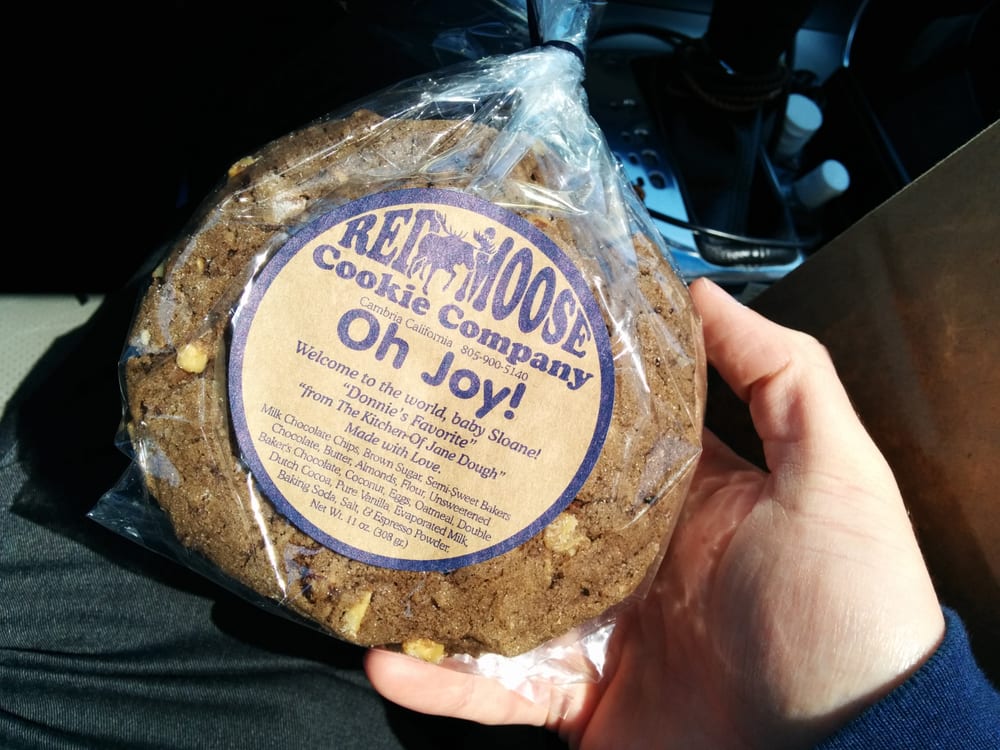 RED MOOSE
Cookie Company
Cambria California 805-900-5140
Oh Joy!
Welcome to the world, baby Sloane!
"Donnie's Favorite"
"from The Kitchen Of Jane Dough"
Made with Love.
Milk Chocolate Chips, Brown Sugar, Semi-Sweet Bakers
Chocolate, Butter, Almonds, Flour, Unsweetened
Baker's Chocolate, Coconut, Eggs, Oatmeal, Double
Dutch Cocoa, Pure Vanilla, Evaporated Milk,
Baking Soda, Salt, & Espresso Powder.
Net Wt. 11 oz. (308 gr.)